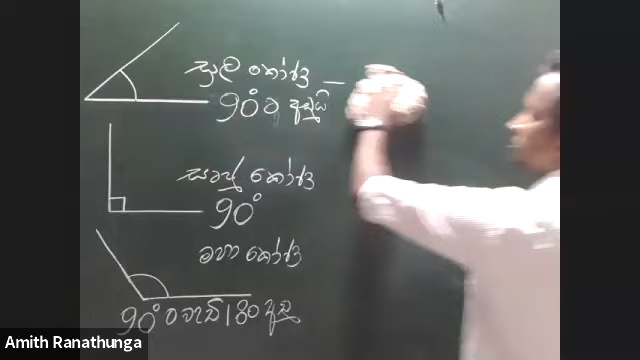 සුළු කෝණ –
90° ට අඩුයි
සෘජු කෝණ
90°
මහා කෝණ
90° ට වැඩි 180 අඩු
Amith Ranathunga